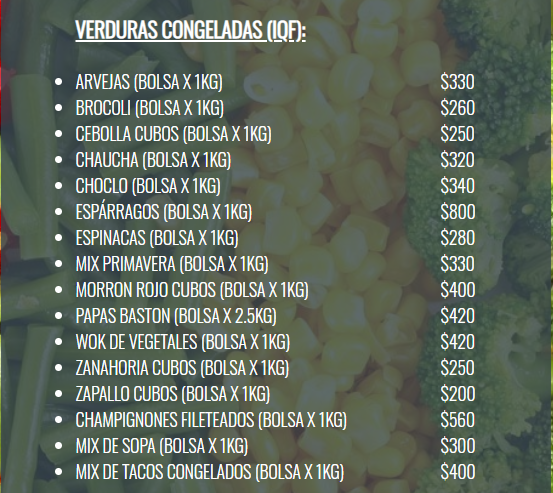 VERDURAS CONGELADAS (IQF):
• ARVEJAS (BOLSA X 1KG) $330
• BROCOLI (BOLSA X 1KG) $260
• CEBOLLA CUBOS (BOLSA X 1KG) $250
• CHAUCHA (BOLSA X 1KG) $320
• CHOCLO (BOLSA X 1KG) $340
• ESPÁRRAGOS (BOLSA X 1KG) $800
• ESPINACAS (BOLSA X 1KG) $280
• MIX PRIMAVERA (BOLSA X 1KG) $330
• MORRON ROJO CUBOS (BOLSA X 1KG) $400
• PAPAS BASTON (BOLSA X 2.5KG) $420
• WOK DE VEGETALES (BOLSA X 1KG) $420
• ZANAHORIA CUBOS (BOLSA X 1KG) $250
• ZAPALLO CUBOS (BOLSA X 1KG) $200
• CHAMPIGNONES FILETEADOS (BOLSA X 1KG) $560
• MIX DE SOPA (BOLSA X 1KG) $300
• MIX DE TACOS CONGELADOS (BOLSA X 1KG) $400